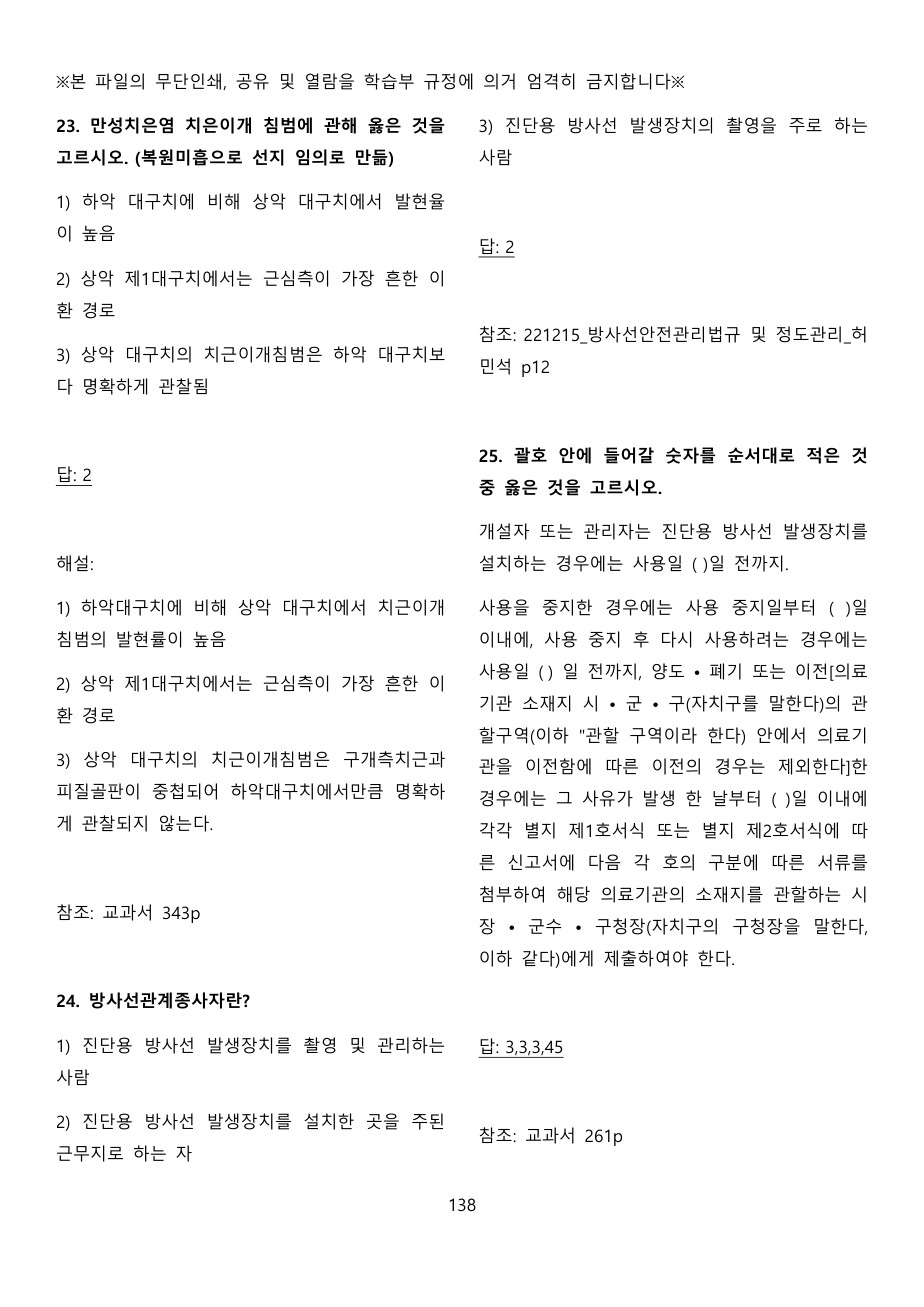 ※본 파일의 무단인쇄, 공유 및 열람을 학습부 규정에 의거 엄격히 금지합니다※
23. 만성치은염 치은이개 침범에 관해 옳은 것을
고르시오. (복원미흡으로 선지 임의로 만듦)
1) 하악 대구치에 비해 상악 대구치에서 발현율
이 높음
2) 상악 제1대구치에서는 근심측이 가장 흔한 이
환 경로
3) 상악 대구치의 치근이개침범은 하악 대구치보
다 명확하게 관찰됨
답: 2
해설:
1) 하악대구치에 비해 상악 대구치에서 치근이개
침범의 발현률이 높음
2) 상악 제1대구치에서는 근심측이 가장 흔한 이
환 경로
3) 상악 대구치의 치근이개침범은 구개측치근과
피질골판이 중첩되어 하악대구치에서만큼 명확하
게 관찰되지 않는다.
참조: 교과서 343p
24. 방사선관계종사자란?
1) 진단용 방사선 발생장치를 촬영 및 관리하는
사람
2) 진단용 방사선 발생장치를 설치한 곳을 주된
근무지로 하는 자
3) 진단용 방사선 발생장치의 촬영을 주로 하는
사람
답: 2
참조: 221215_방사선안전관리법규 및 정도관리_허
민석 p12
25. 괄호 안에 들어갈 숫자를 순서대로 적은 것
중 옳은 것을 고르시오.
개설자 또는 관리자는 진단용 방사선 발생장치를
설치하는 경우에는 사용일 ( )일 전까지.
사용을 중지한 경우에는 사용 중지일부터 ( )일
이내에, 사용 중지 후 다시 사용하려는 경우에는
사용일 ( ) 일 전까지, 양도 • 폐기 또는 이전[의료
기관 소재지 시 • 군 • 구(자치구를 말한다)의 관
할구역(이하 "관할 구역이라 한다) 안에서 의료기
관을 이전함에 따른 이전의 경우는 제외한다]한
경우에는 그 사유가 발생 한 날부터 ( )일 이내에
각각 별지 제1호서식 또는 별지 제2호서식에 따
른 신고서에 다음 각 호의 구분에 따른 서류를
첨부하여 해당 의료기관의 소재지를 관할하는 시
장 • 군수 • 구청장(자치구의 구청장을 말한다,
이하 같다)에게 제출하여야 한다.
답: 3,3,3,45
참조: 교과서 261p
138